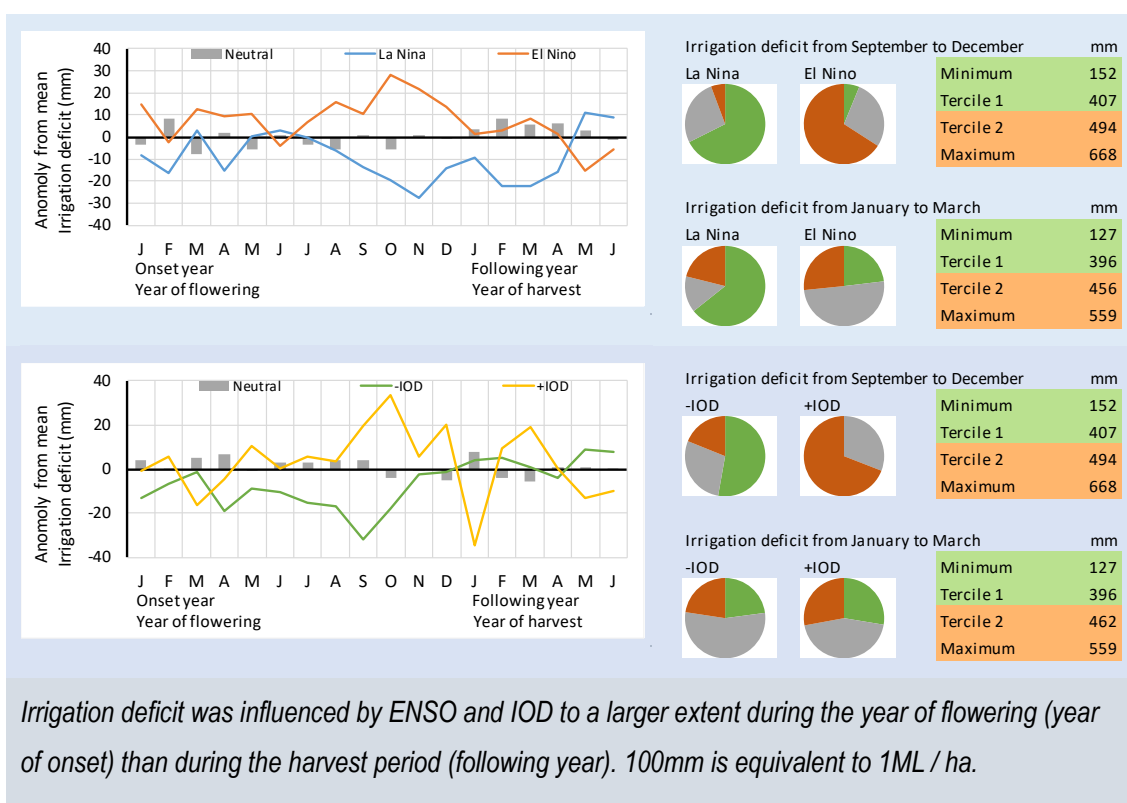 40
30
20
10
0
-10
-20
-30
-40
Anomoly from mean
Irrigation deficit (mm)
Neutral La Nina El Nino
J F M A M J J A S O N D J F M A M J
Onset year Following year
Year of flowering Year of harvest
Irrigation deficit from September to December mm
La Nina El Nino
Minimum 152
Tercile 1 407
Tercile 2 494
Maximum 668
Irrigation deficit from January to March mm
La Nina El Nino
Minimum 127
Tercile 1 396
Tercile 2 456
Maximum 559
40
20
0
-20
-40
Anomoly from mean
Irrigation deficit (mm)
Neutral -IOD +IOD
J F M A M J J A S O N D J F M A M J
Onset year Following year
Year of flowering Year of harvest
Irrigation deficit from September to December mm
-IOD +IOD
Minimum 152
Tercile 1 407
Tercile 2 494
Maximum 668
Irrigation deficit from January to March mm
-IOD +IOD
Minimum 127
Tercile 1 396
Tercile 2 462
Maximum 559
Irrigation deficit was influenced by ENSO and IOD to a larger extent during the year of flowering (year
of onset) than during the harvest period (following year). 100mm is equivalent to 1ML / ha.